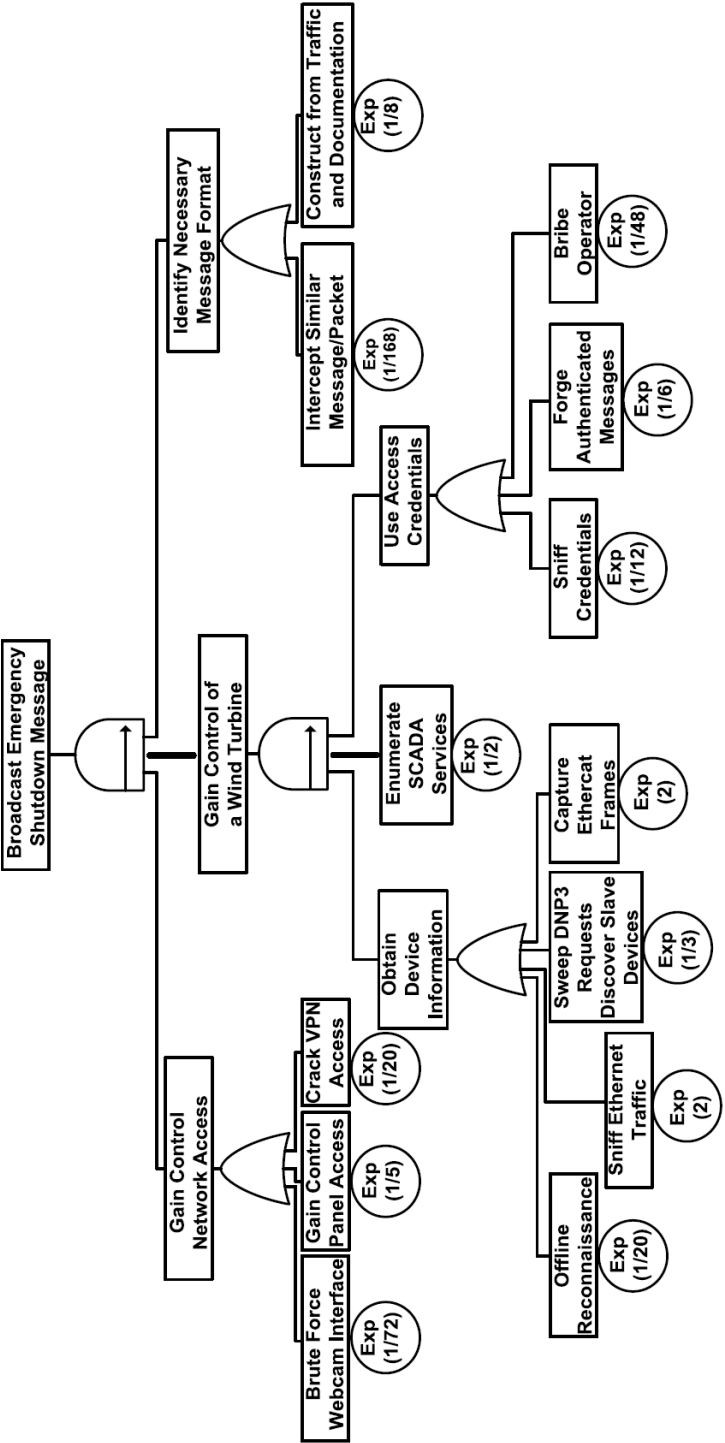 Broadcast Emergency
Shutdown Message
Gain Control
Network Access
Gain Control of
a Wind Turbine
Identify Necessary
Message Format
Brute Force
Webcam Interface
Exp
(1/72)
Gain Control
Panel Access
Exp
(1/5)
Crack VPN
Access
Exp
(1/20)
Intercept Similar
Message/Packet
Exp
(1/168)
Construct from Traffic
and Documentation
Exp
(1/8)
Obtain
Device
Information
Enumerate
SCADA
Services
Exp
(1/2)
Use Access
Credentials
Offline
Reconnaissance
Exp
(1/20)
Sniff Ethernet
Traffic
Exp
(2)
Sweep DNP3
Requests
Discover Slave
Devices
Exp
(1/3)
Capture
Ethercat
Frames
Exp
(2)
Sniff
Credentials
Exp
(1/12)
Forge
Authenticated
Messages
Exp
(1/6)
Bribe
Operator
Exp
(1/48)